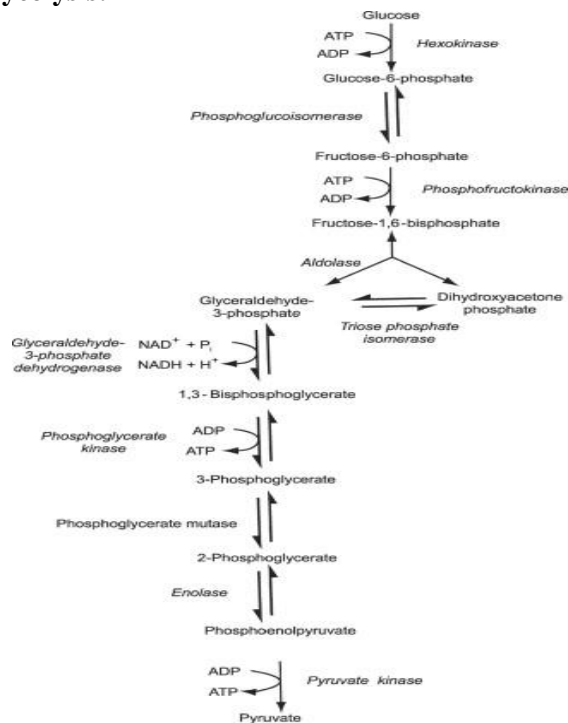 Glucose
ATP
Hexokinase
ADP
Glucose-6-phosphate
Phosphoglucoisomerase
Fructose-6-phosphate
ATP
Phosphofructokinase
ADP
Fructose-1,6-bisphosphate
Aldolase
Glyceraldehyde-
3-phosphate
Dihydroxyacetone
phosphate
Triose phosphate
isomerase
Glyceraldehyde-
3-phosphate
dehydrogenase
NAD+ + Pi
NADH + H+
1,3- Bisphosphoglycerate
Phosphoglycerate
kinase
ADP
ATP
3-Phosphoglycerate
Phosphoglycerate mutase
2-Phosphoglycerate
Enolase
Phosphoenolpyruvate
ADP
Pyruvate kinase
ATP
Pyruvate